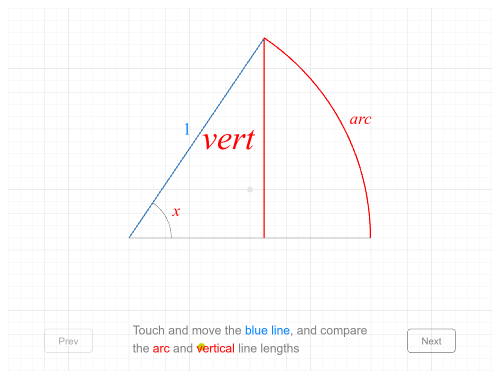 1
vert
arc
x
Prev
Touch and move the blue line, and compare
the arc and vertical line lengths
Next